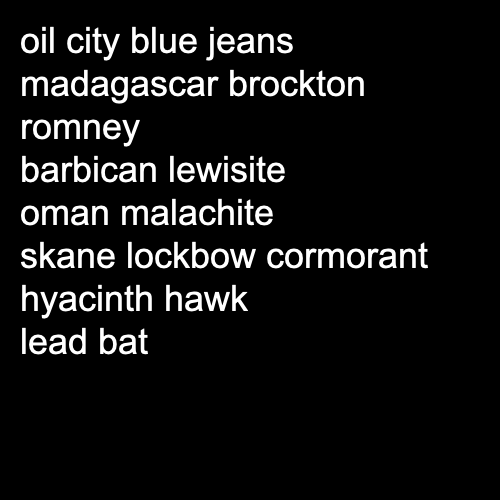 oil city blue jeans
madagascar brockton
romney
barbican lewisite
oman malachite
skane lockbow cormorant
hyacinth hawk
lead bat